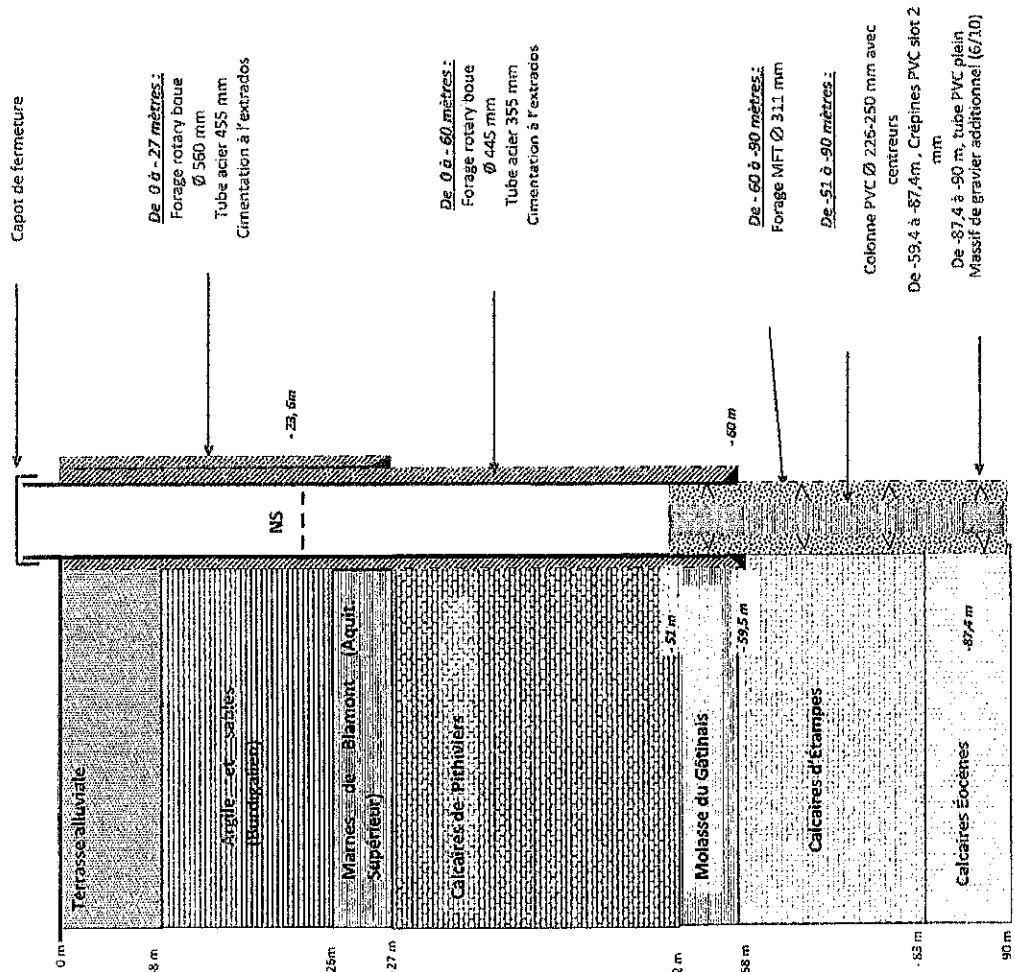 Capot de fermeture
De 0 à - 27 mètres :
Forage rotary boue
Ø 560 mm
Tube acier 455 mm
Cimentation à l'extrados
De 0 à - 60 mètres :
Forage rotary boue
Ø 445 mm
Tube acier 355 mm
Cimentation à l'extrados
De - 60 à -90 mètres :
Forage MFT Ø 311 mm
De -51 à -90 mètres :
Colonne PVC Ø 226-250 mm avec
centreurs
De -59,4 à -87,4m , Crépines PVC slot 2
mm
De -87,4 à -90 m, tube PVC plein
Massif de gravier additionnel (6/10)
- 23, 6m
- 60 m
NS
- 51 m
- 59,5 m
-87,4 m
Terrasse alluviale
Argile et sables
(Burdigalien)
Marnes de Blamont (Aquit.
Supérieur)
Calcaires de Pithiviers
Molasse du Gâtinais
Calcaires d'Étampes
Calcaires Éocènes
0 m
-8 m
25m
-27 m
2 m
58 m
- 83 m
90 m